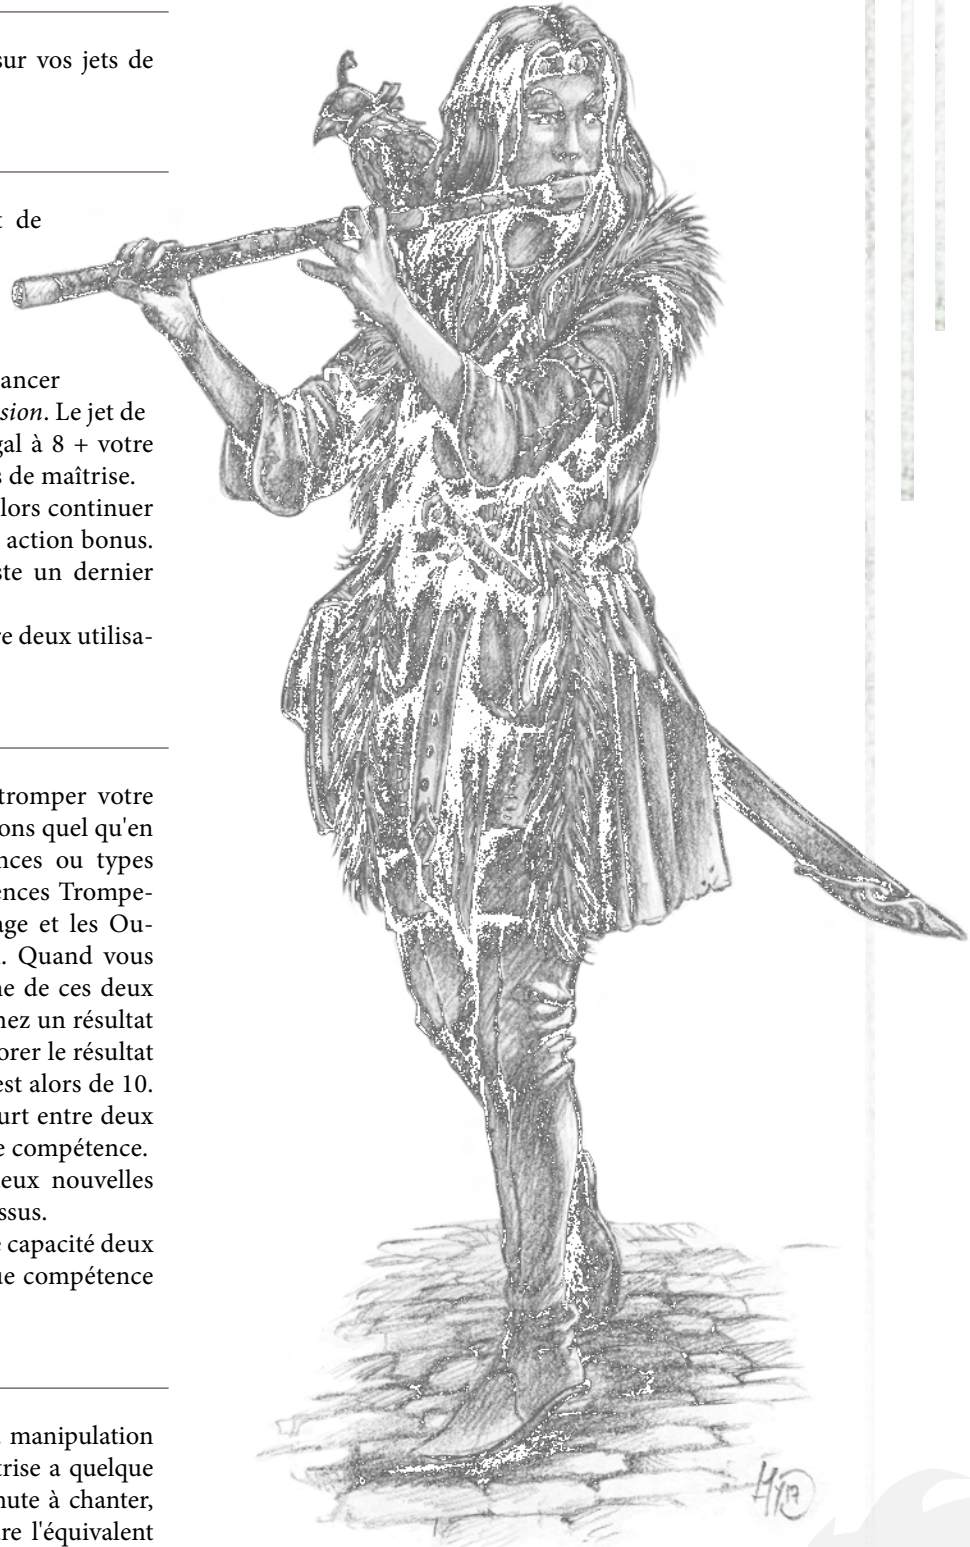 sur vos jets de
de
sion. Le jet de
gal à 8 + votre
de maîtrise.
lors continuer
action bonus.
ste un dernier
deux utilisa-
tromper votre
ons quel qu'en
nces ou types
ences Trompe-
age et les Ou-
. Quand vous
ne de ces deux
nez un résultat
orer le résultat
est alors de 10.
urt entre deux
e compétence.
eux nouvelles
ssus.
e capacité deux
ue compétence
manipulation
trise a quelque
nute à chanter,
re l'équivalent